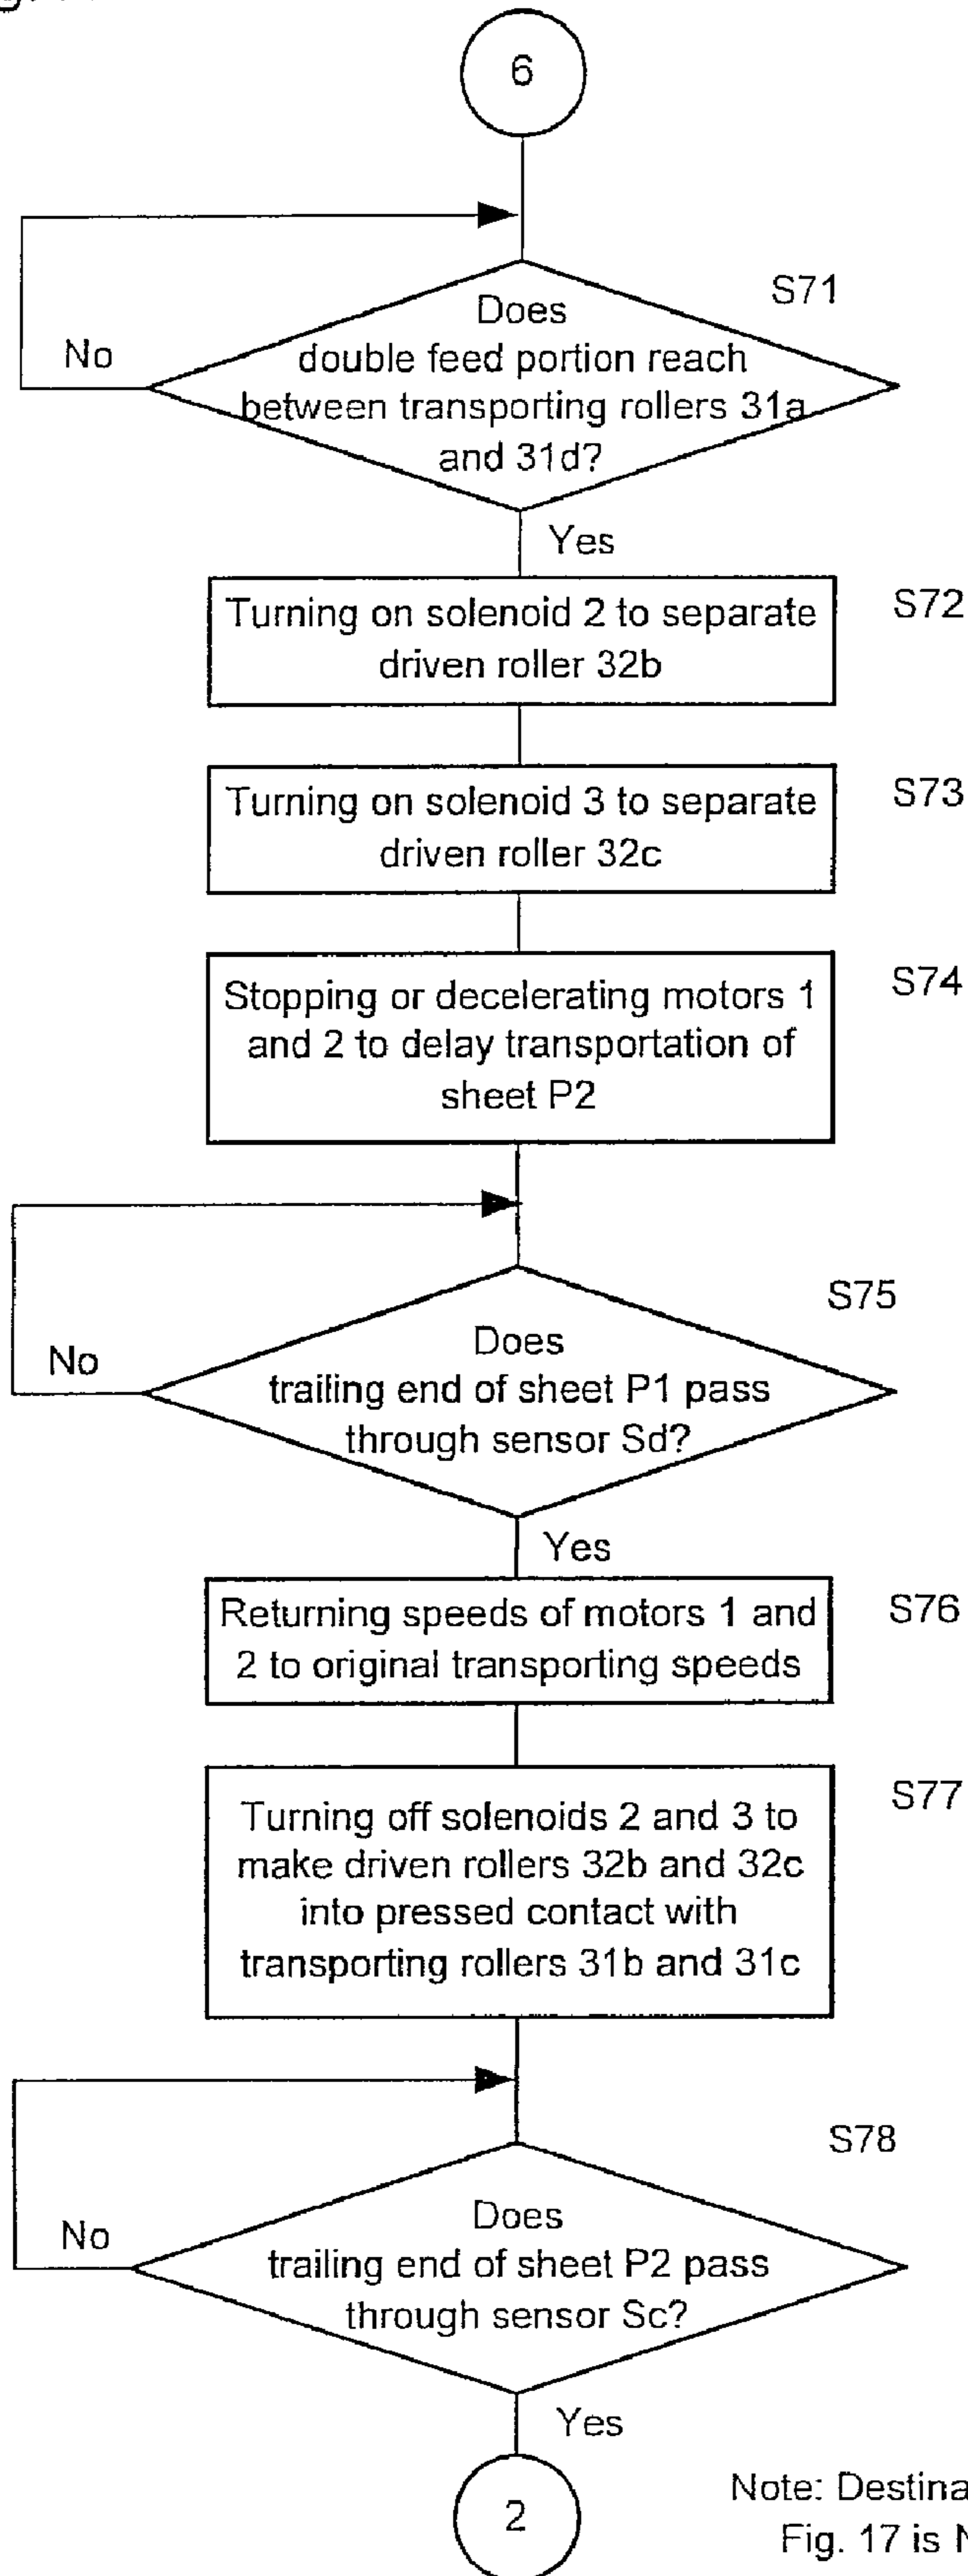 6
S71
Does
double feed portion reach
between transporting rollers 31a
and 31d?
No
Yes
S72
Turning on solenoid 2 to separate
driven roller 32b
S73
Turning on solenoid 3 to separate
driven roller 32c
S74
Stopping or decelerating motors 1
and 2 to delay transportation of
sheet P2
S75
Does
trailing end of sheet P1 pass
through sensor Sd?
No
Yes
S76
Returning speeds of motors 1 and
2 to original transporting speeds
S77
Turning off solenoids 2 and 3 to
make driven rollers 32b and 32c
into pressed contact with
transporting rollers 31b and 31c
S78
Does
trailing end of sheet P2 pass
through sensor Sc?
No
Yes
2
Note:
Fig. 17 is